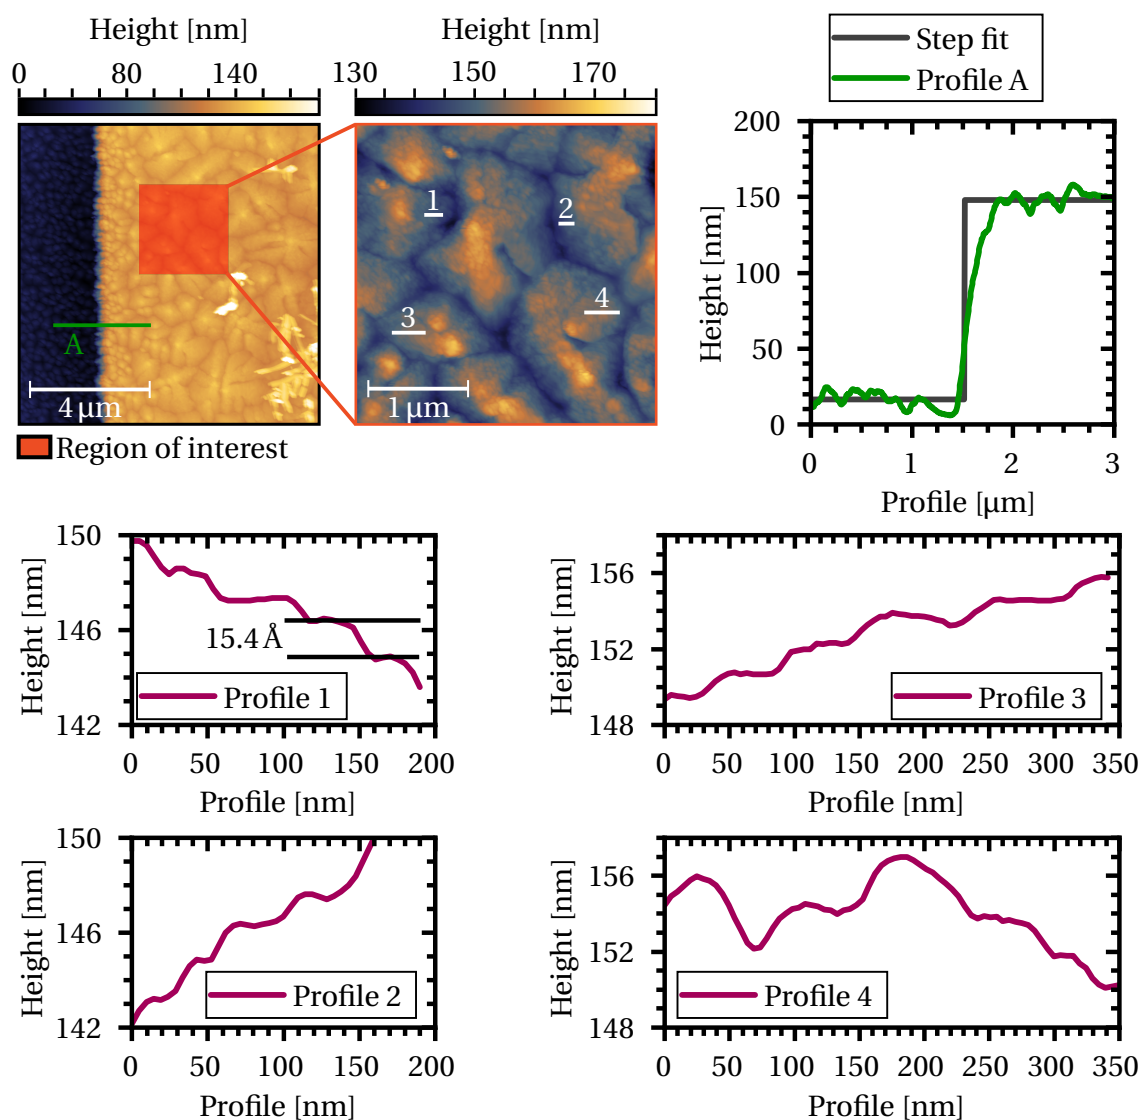 Height [nm]
0 80 140
Height [nm]
130 150 170
Step fit
Profile A
A
4 µm
1
2
3
4
1 µm
Region of interest
Height [nm]
200
150
100
50
0
0 1 2 3
Profile [µm]
Height [nm]
150
146
142
15.4 Å
Profile 1
0 50 100 150 200
Profile [nm]
Height [nm]
156
152
148
Profile 3
0 50 100 150 200 250 300 350
Profile [nm]
Height [nm]
150
146
142
Profile 2
0 50 100 150 200
Profile [nm]
Height [nm]
156
152
148
Profile 4
0 50 100 150 200 250 300 350
Profile [nm]